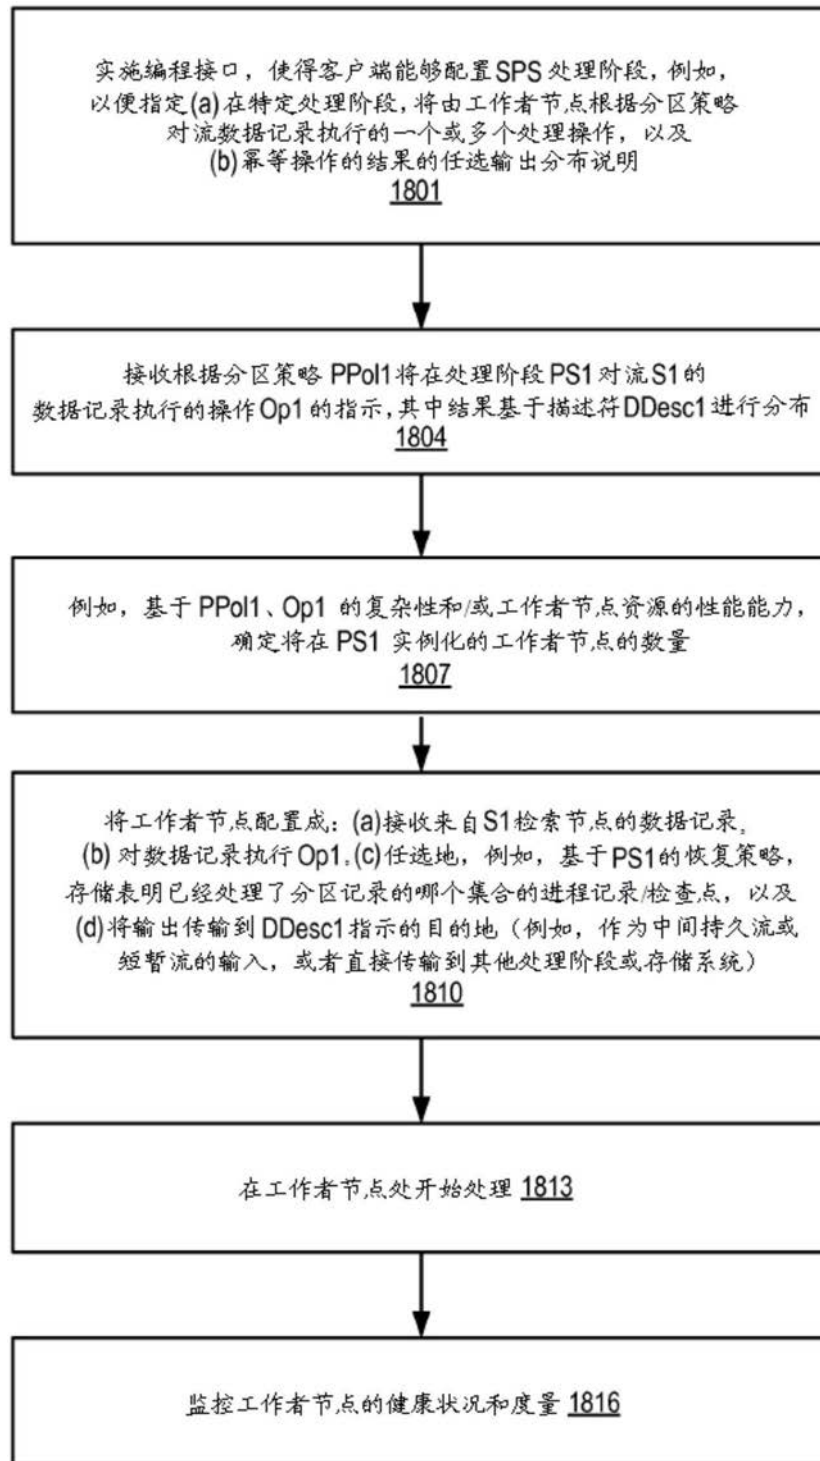 实施编程接口，使得客户端能够配置SPS处理阶段，例如，
以便指定(a)在特定处理阶段，将由工作者节点根据分区策略
对流数据记录执行的一个或多个处理操作，以及
(b)幂等操作的结果的任选输出分布说明
1801
接收根据分区策略PPol1将在处理阶段PS1对流S1的
数据记录执行的操作Op1的指示，其中结果基于描述符DDesc1进行分布
1804
例如，基于PPol1、Op1 的复杂性和/或工作者节点资源的性能能力，
确定将在PS1实例化的工作者节点的数量
1807
将工作者节点配置成：(a)接收来自S1检索节点的数据记录，
(b) 对数据记录执行Op1，(c)任选地，例如，基于PS1的恢复策略，
存储表明已经处理了分区记录的哪个集合的进程记录/检查点，以及
(d)将输出传输到DDesc1指示的目的地（例如，作为中间持久流或
短暂流的输入，或者直接传输到其他处理阶段或存储系统）
1810
在工作者节点处开始处理 1813
监控工作者节点的健康状况和度量 1816